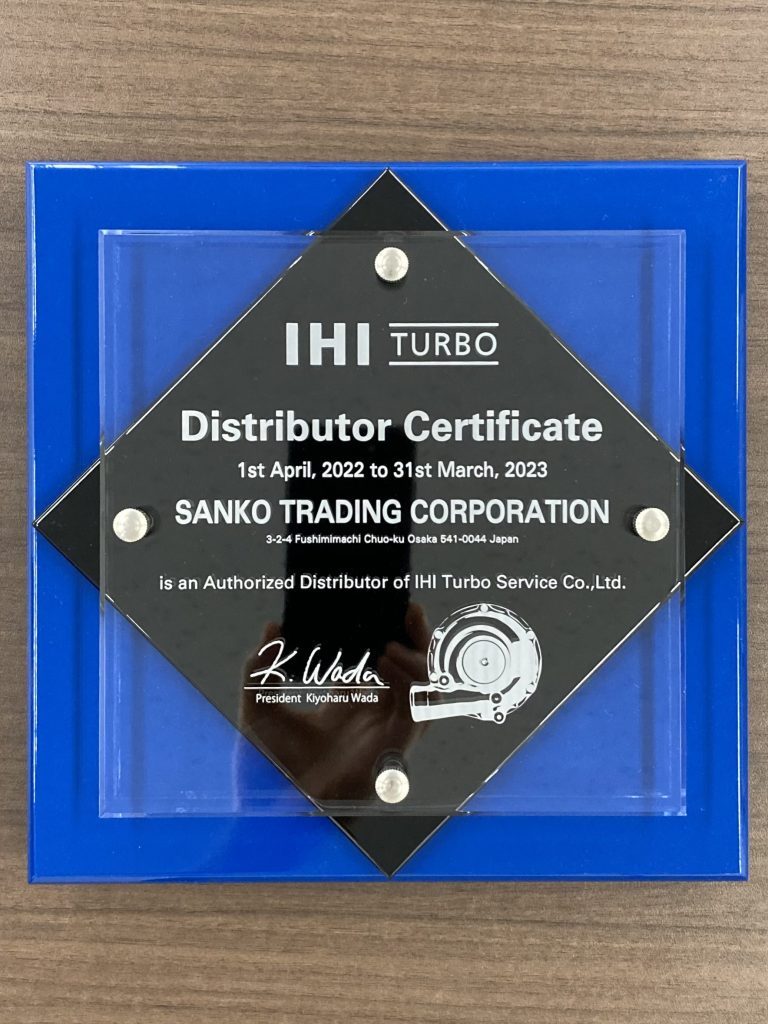 IHI TURBO
Distributor Certificate
1st April, 2022 to 31st March, 2023
SANKO TRADING CORPORATION
3-2-4 Fushimimachi Chuo-ku Osaka 541-0044 Japan
is an Authorized Distributor of IHI Turbo Service Co.,Ltd.
K. Wada
President Kiyoharu Wada